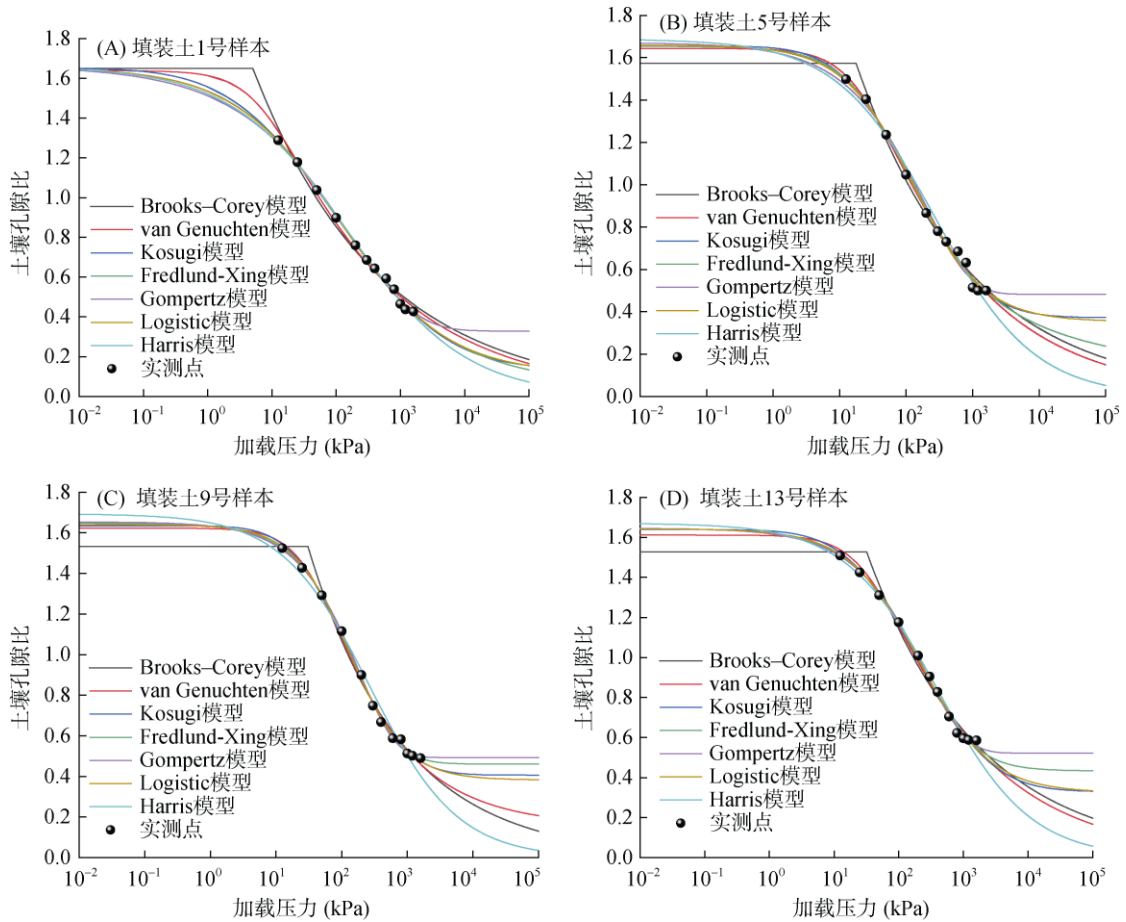 (A) 填装土1号样本
1.8
1.6
1.4
1.2
1.0
0.8
0.6
0.4
0.2
0.0
土壤孔隙比
Brooks–Corey模型
van Genuchten模型
Kosugi模型
Fredlund-Xing模型
Gompertz模型
Logistic模型
Harris模型
实测点
10⁻² 10⁻¹ 10⁰ 10¹ 10² 10³ 10⁴ 10⁵
加载压力 (kPa)
(B) 填装土5号样本
1.8
1.6
1.4
1.2
1.0
0.8
0.6
0.4
0.2
0.0
土壤孔隙比
Brooks–Corey模型
van Genuchten模型
Kosugi模型
Fredlund-Xing模型
Gompertz模型
Logistic模型
Harris模型
实测点
10⁻² 10⁻¹ 10⁰ 10¹ 10² 10³ 10⁴ 10⁵
加载压力 (kPa)
(C) 填装土9号样本
1.8
1.6
1.4
1.2
1.0
0.8
0.6
0.4
0.2
0.0
土壤孔隙比
Brooks–Corey模型
van Genuchten模型
Kosugi模型
Fredlund-Xing模型
Gompertz模型
Logistic模型
Harris模型
实测点
10⁻² 10⁻¹ 10⁰ 10¹ 10² 10³ 10⁴ 10⁵
加载压力 (kPa)
(D) 填装土13号样本
1.8
1.6
1.4
1.2
1.0
0.8
0.6
0.4
0.2
0.0
土壤孔隙比
Brooks–Corey模型
van Genuchten模型
Kosugi模型
Fredlund-Xing模型
Gompertz模型
Logistic模型
Harris模型
实测点
10⁻² 10⁻¹ 10⁰ 10¹ 10² 10³ 10⁴ 10⁵
加载压力 (kPa)